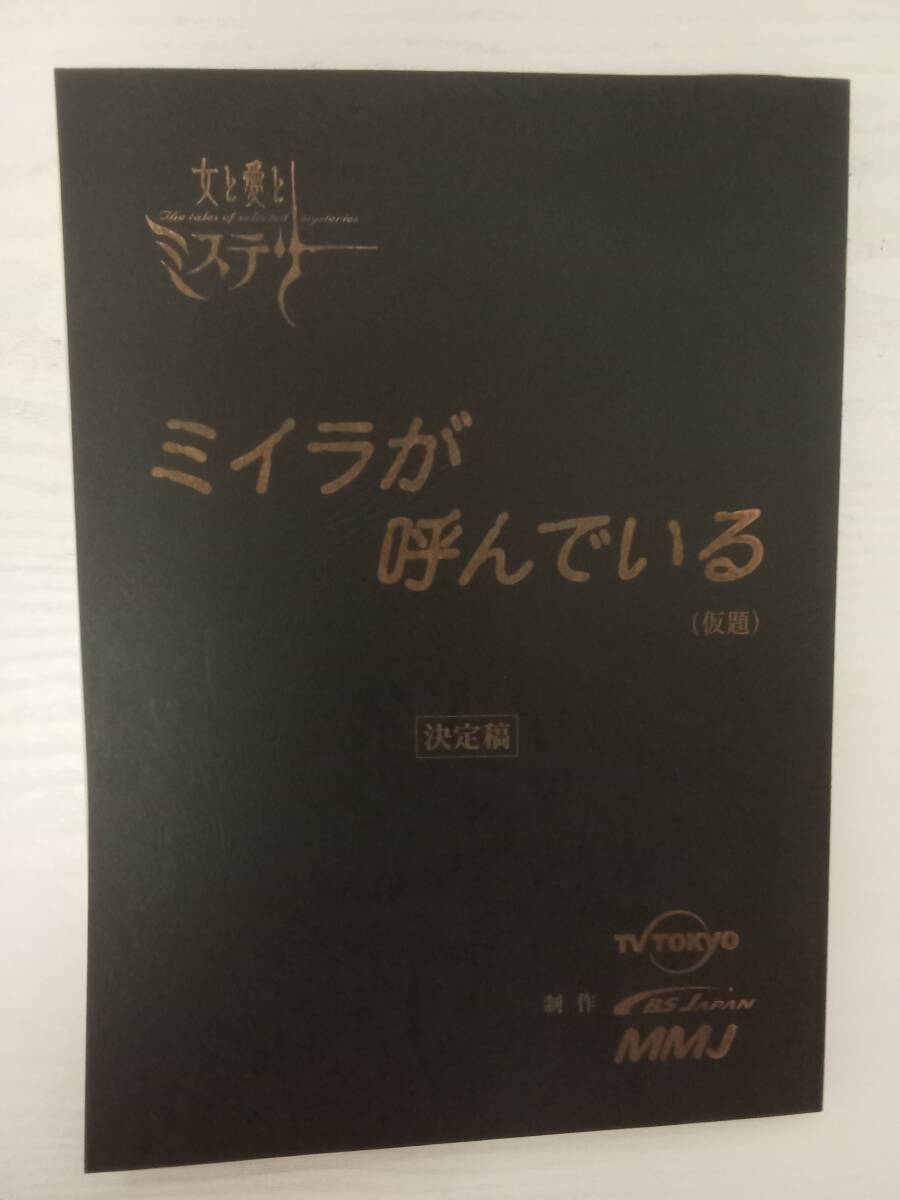 女と愛と
The tales of selected mysteries
ミステリー
ミイラが
呼んでいる
(仮題)
決定稿
TV TOKYO
制作 BS JAPAN
MMJ